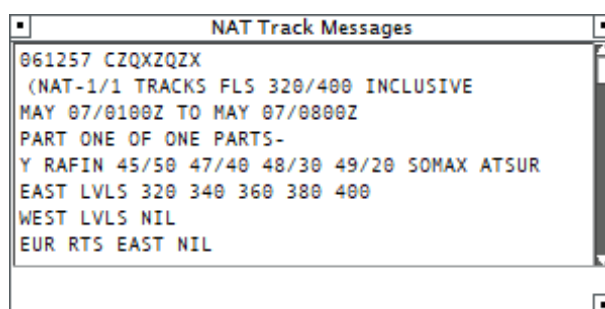 NAT Track Messages
061257 CZQXZQZX
(NAT-1/1 TRACKS FLS 320/400 INCLUSIVE
MAY 07/0100Z TO MAY 07/0800Z
PART ONE OF ONE PARTS-
Y RAFIN 45/50 47/40 48/30 49/20 SOMAX ATSUR
EAST LVLS 320 340 360 380 400
WEST LVLS NIL
EUR RTS EAST NIL